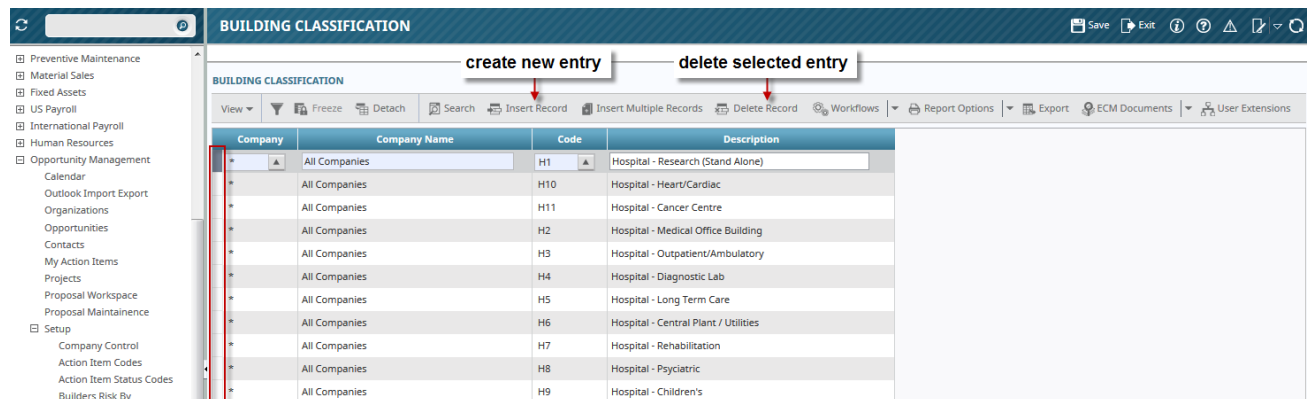 BUILDING CLASSIFICATION
Save Exit
Preventive Maintenance
Material Sales
Fixed Assets
US Payroll
International Payroll
Human Resources
Opportunity Management
Calendar
Outlook Import Export
Organizations
Opportunities
Contacts
My Action Items
Projects
Proposal Workspace
Proposal Maintainence
Setup
Company Control
Action Item Codes
Action Item Status Codes
Builders Risk By
create new entry delete selected entry
BUILDING CLASSIFICATION
View Freeze Detach Search Insert Record Insert Multiple Records Delete Record Workflows Report Options Export ECM Documents User Extensions
Company Company Name Code Description
* All Companies H1 Hospital - Research (Stand Alone)
* All Companies H10 Hospital - Heart/Cardiac
* All Companies H11 Hospital - Cancer Centre
* All Companies H2 Hospital - Medical Office Building
* All Companies H3 Hospital - Outpatient/Ambulatory
* All Companies H4 Hospital - Diagnostic Lab
* All Companies H5 Hospital - Long Term Care
* All Companies H6 Hospital - Central Plant / Utilities
* All Companies H7 Hospital - Rehabilitation
* All Companies H8 Hospital - Psyciatric
* All Companies H9 Hospital - Children's